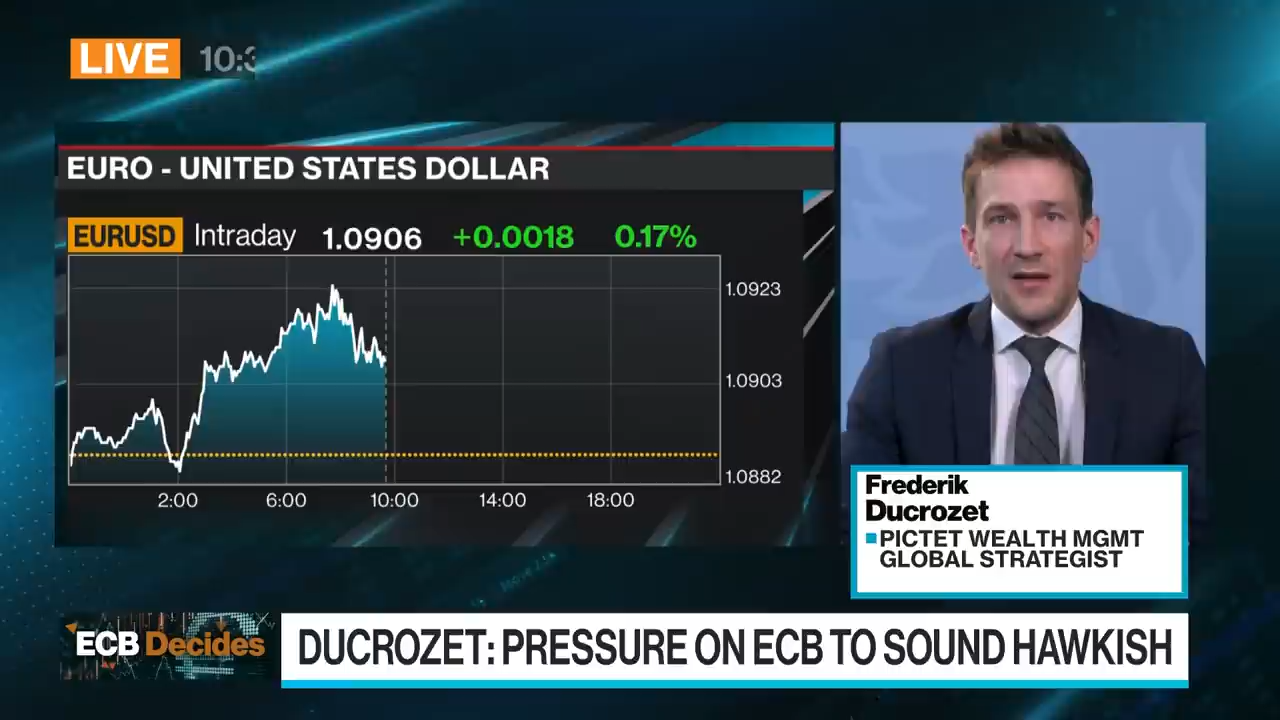 LIVE
EURO - UNITED STATES DOLLAR
EURUSD Intraday 1.0906 +0.0018 0.17%
1.0923
1.0903
1.0882
2:00 6:00 10:00 14:00 18:00
Frederik
Ducrozet
PICTET WEALTH MGMT
GLOBAL STRATEGIST
ECB Decides
DUCROZET: PRESSURE ON ECB TO SOUND HAWKISH